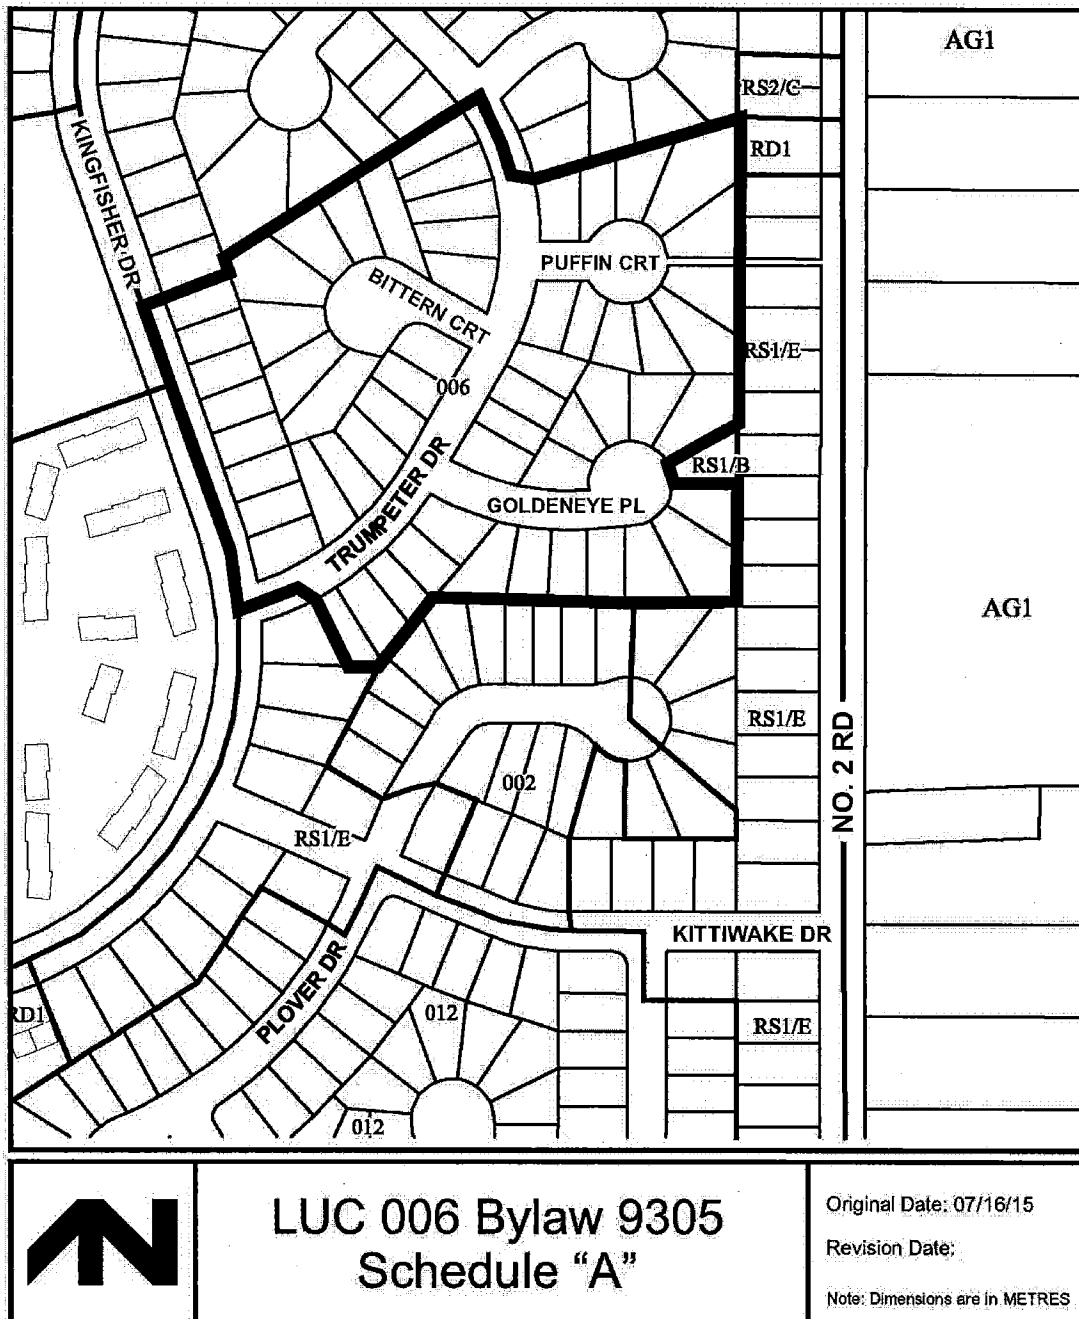 AG1
RS2/C
RD1
KINGFISHER DR
PUFFIN CRT
BITTERN CRT
RS1/E
006
TRUMPETER DR
RS1/B
GOLDENEYE PL
AG1
RS1/E
NO. 2 RD
002
RS1/E
KITTIWAKE DR
PLOVER DR
RD1
012
RS1/E
012
LUC 006 Bylaw 9305
Schedule “A”
Original Date: 07/16/15
Revision Date:
Note: Dimensions are in METRES